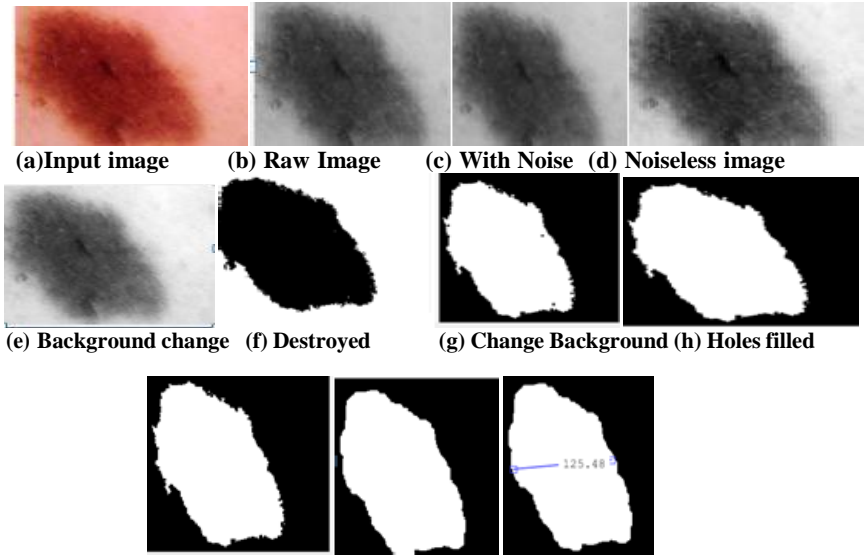 (a)Input image (b) Raw Image (c) With Noise (d) Noiseless image
(e) Background change (f) Destroyed (g) Change Background (h) Holes filled
125.48